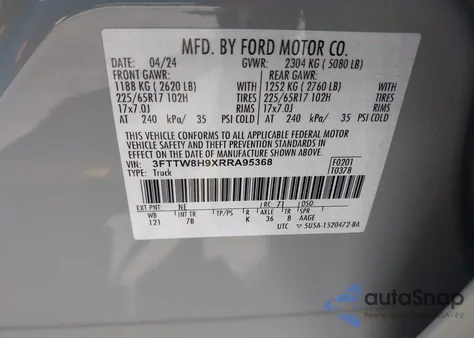 MFD. BY FORD MOTOR CO.
DATE: 04/24 GVWR: 2304 KG ( 5080 LB)
FRONT GAWR: REAR GAWR:
1188 KG ( 2620 LB) WITH 1252 KG ( 2760 LB) WITH
225/65R17 102H TIRES 225/65R17 102H TIRES
17x7.0J RIMS 17x7.0J RIMS
AT 240 kPa/ 35 PSI COLD AT 240 kPa/ 35 PSI COLD
THIS VEHICLE CONFORMS TO ALL APPLICABLE FEDERAL MOTOR
VEHICLE SAFETY AND THEFT PREVENTION STANDARDS IN
EFFECT ON THE DATE OF MANUFACTURE SHOWN ABOVE.
VIN: 3FTTW8H9XRRA95368 F0201
TYPE: Truck T0378
EXT PNT: NE RC: 71 DSO:
WB INT TR TP/PS R AXLE TR SPR
121 7B K 36 8 AAGE
UTC 5U5A-1520472-BA
autoSnap